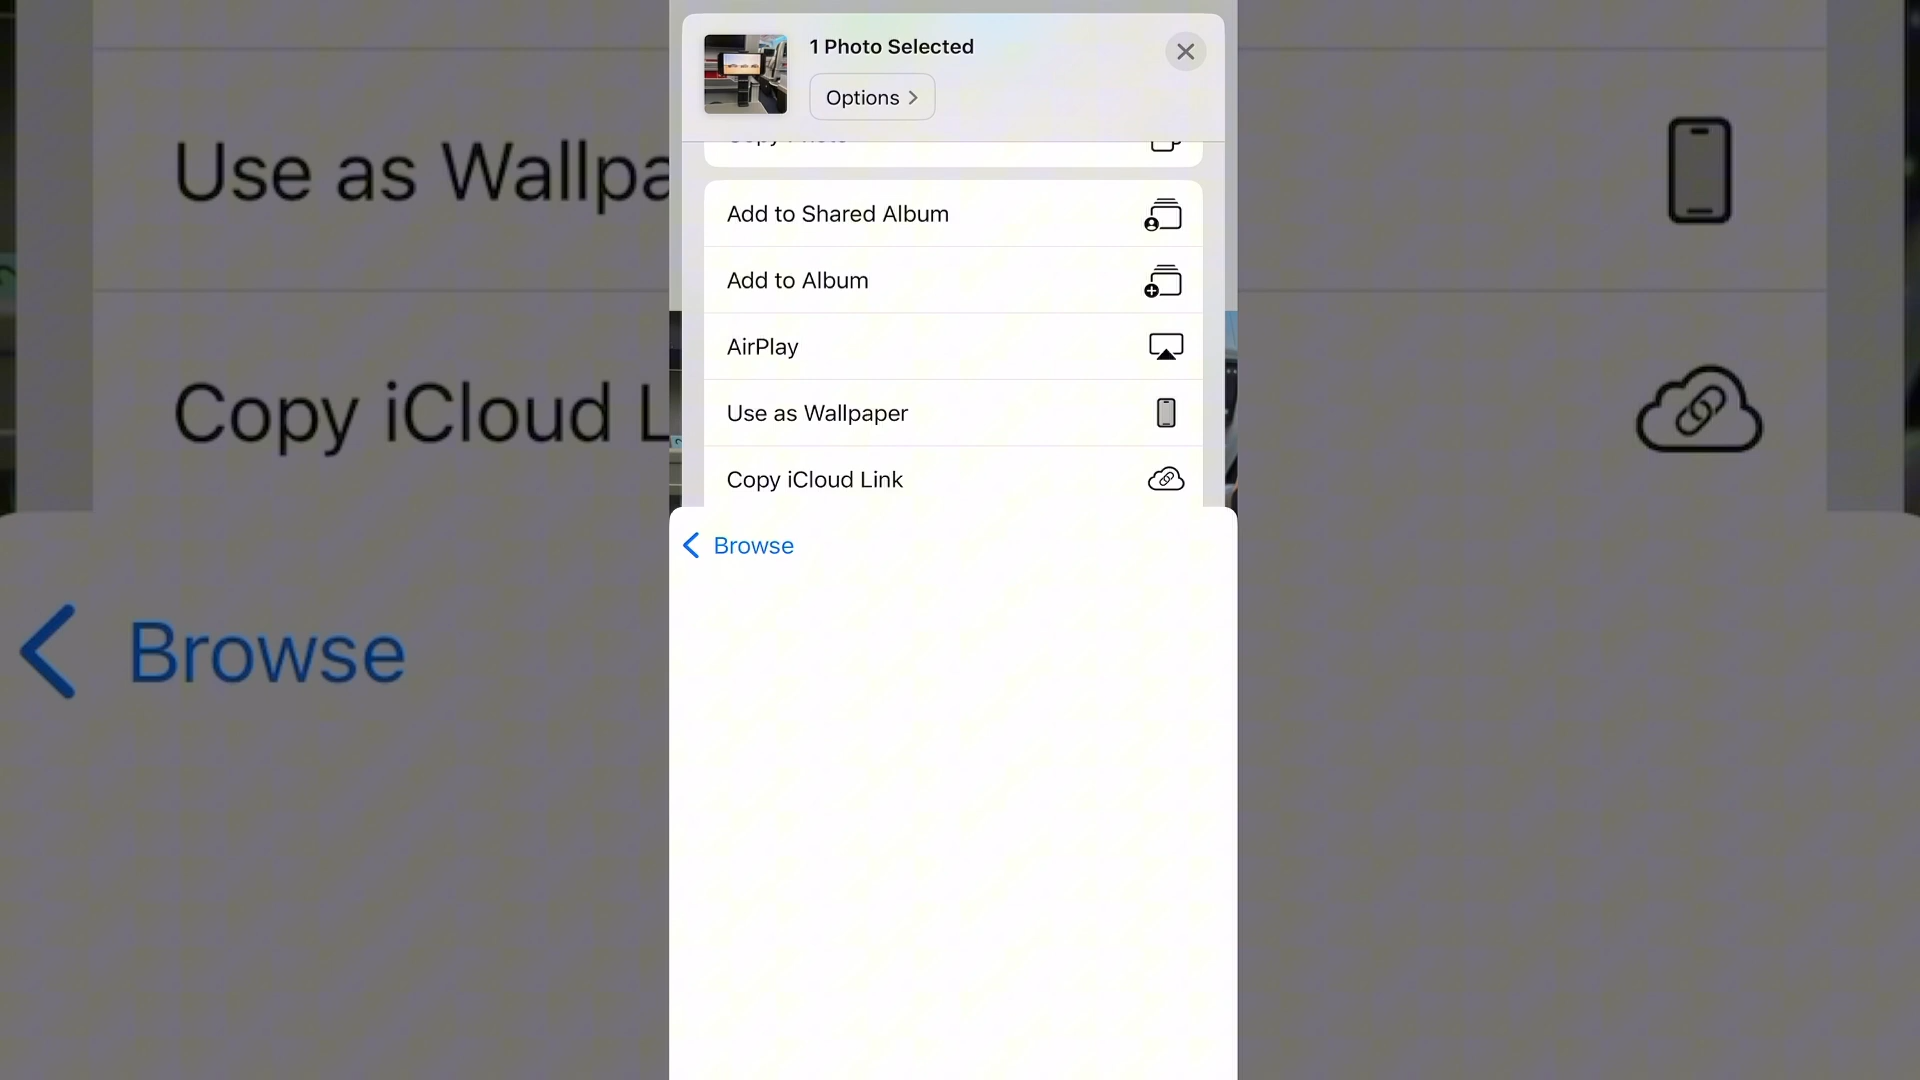 1 Photo Selected
Options
Copy Photo
Add to Shared Album
Add to Album
AirPlay
Use as Wallpaper
Copy iCloud Link
Browse
Use as Wallpa
Copy iCloud L
Browse